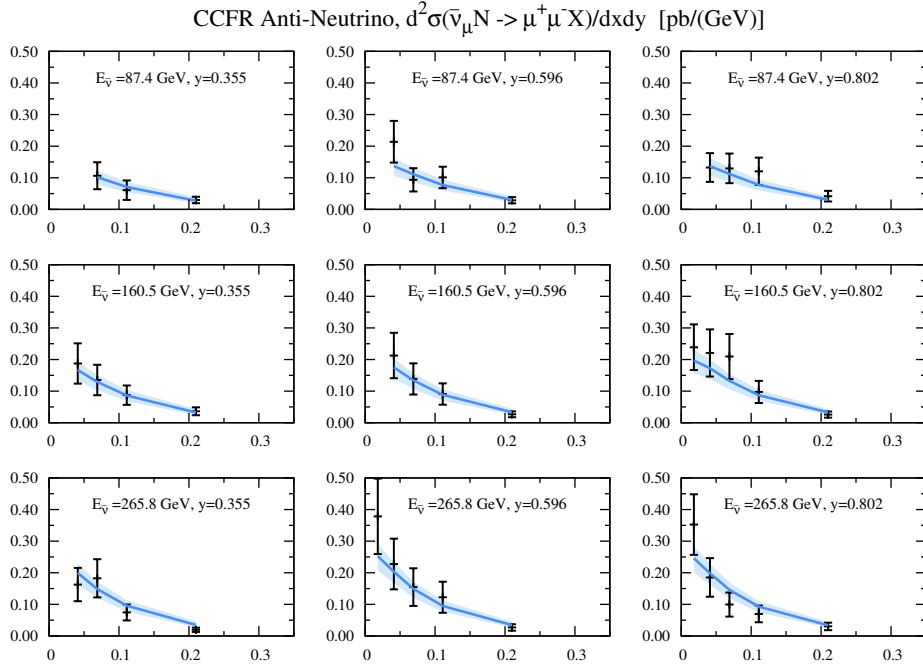 CCFR Anti-Neutrino, d²σ(ν̄_μN -> μ⁺μ⁻X)/dxdy [pb/(GeV)]
E_ν̄ =87.4 GeV, y=0.355
0.50
0.40
0.30
0.20
0.10
0.00
0 0.1 0.2 0.3
E_ν̄ =87.4 GeV, y=0.596
0.50
0.40
0.30
0.20
0.10
0.00
0 0.1 0.2 0.3
E_ν̄ =87.4 GeV, y=0.802
0.50
0.40
0.30
0.20
0.10
0.00
0 0.1 0.2 0.3
E_ν̄ =160.5 GeV, y=0.355
0.50
0.40
0.30
0.20
0.10
0.00
0 0.1 0.2 0.3
E_ν̄ =160.5 GeV, y=0.596
0.50
0.40
0.30
0.20
0.10
0.00
0 0.1 0.2 0.3
E_ν̄ =160.5 GeV, y=0.802
0.50
0.40
0.30
0.20
0.10
0.00
0 0.1 0.2 0.3
E_ν̄ =265.8 GeV, y=0.355
0.50
0.40
0.30
0.20
0.10
0.00
0 0.1 0.2 0.3
E_ν̄ =265.8 GeV, y=0.596
0.50
0.40
0.30
0.20
0.10
0.00
0 0.1 0.2 0.3
E_ν̄ =265.8 GeV, y=0.802
0.50
0.40
0.30
0.20
0.10
0.00
0 0.1 0.2 0.3